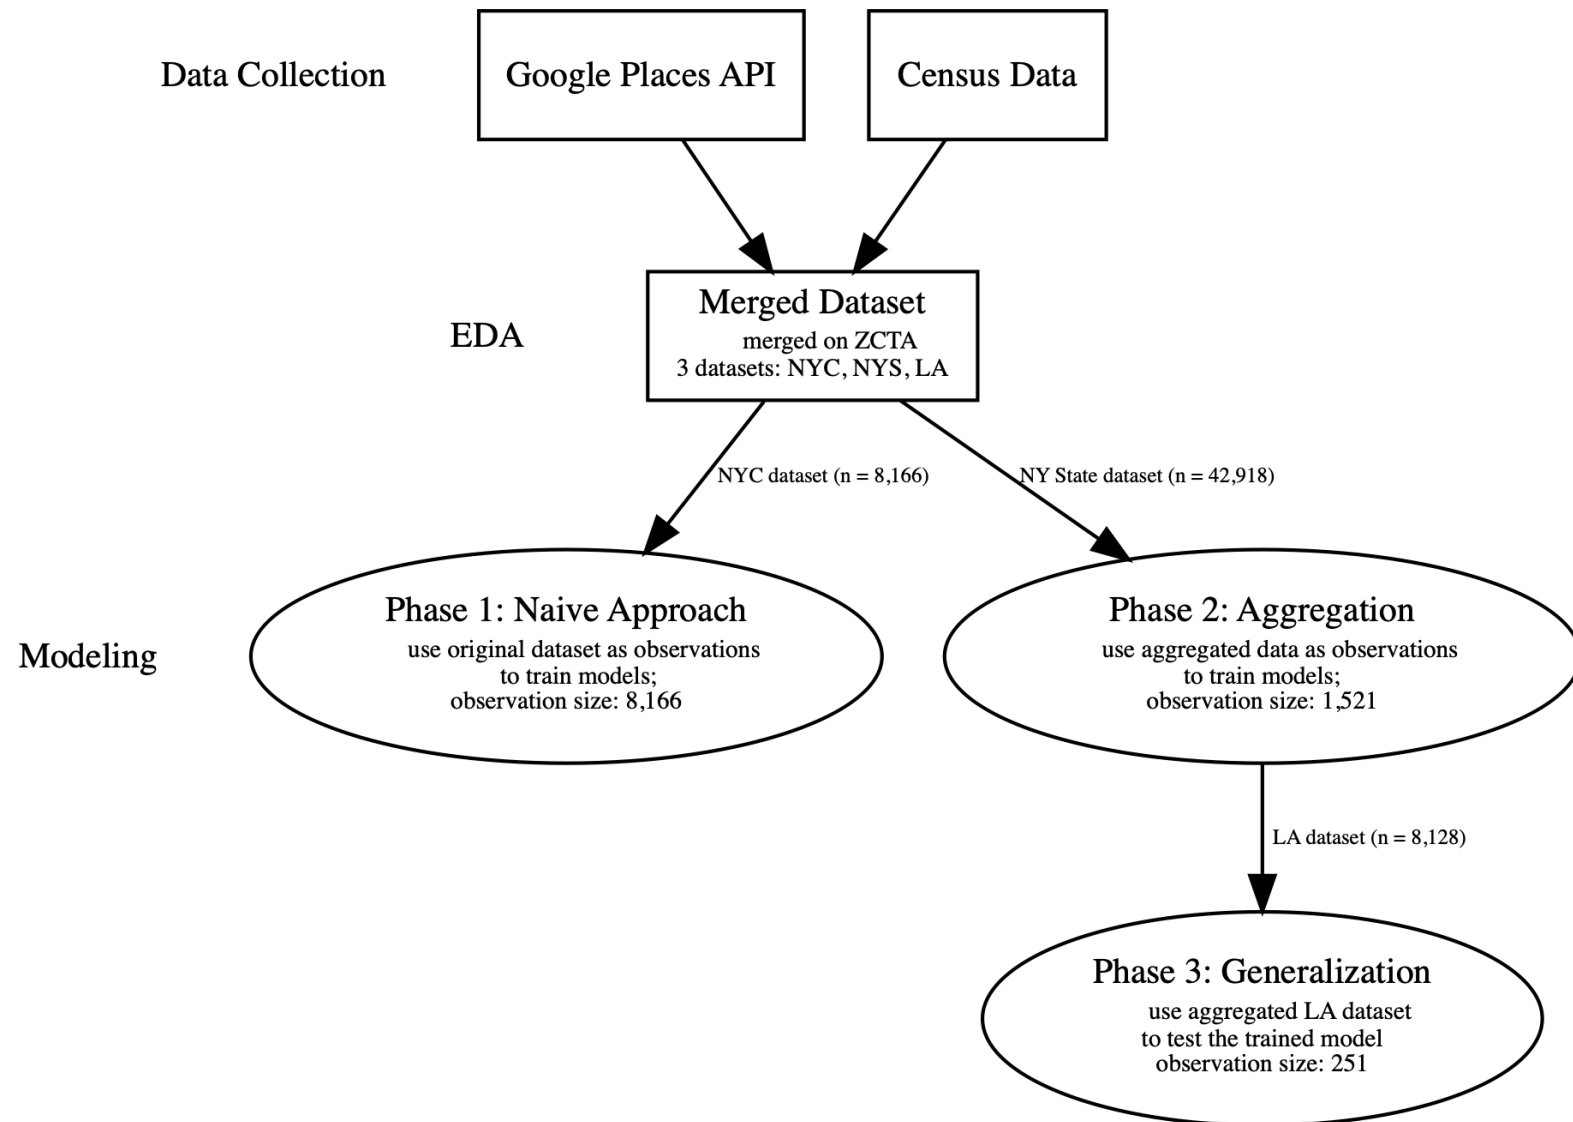 Data Collection
Google Places API
Census Data
EDA
Merged Dataset
merged on ZCTA
3 datasets: NYC, NYS, LA
NYC dataset (n = 8,166)
NY State dataset (n = 42,918)
Modeling
Phase 1: Naive Approach
use original dataset as observations
to train models;
observation size: 8,166
Phase 2: Aggregation
use aggregated data as observations
to train models;
observation size: 1,521
LA dataset (n = 8,128)
Phase 3: Generalization
use aggregated LA dataset
to test the trained model
observation size: 251